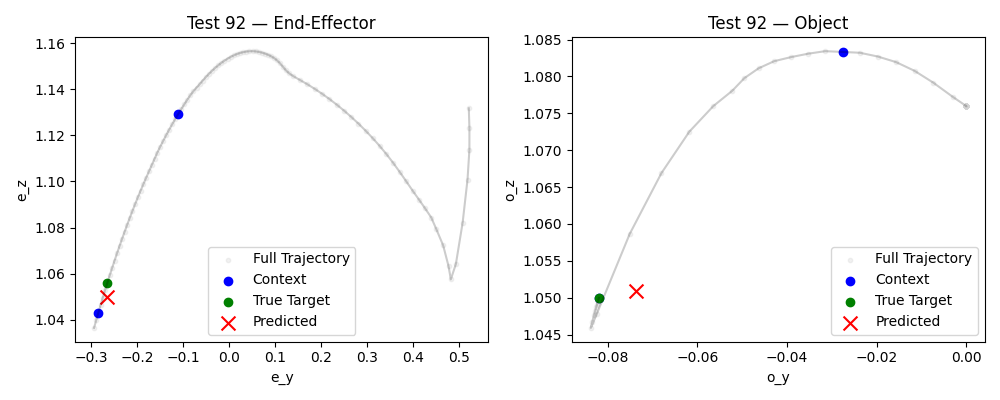 Test 92 — End-Effector
1.16
1.14
1.12
1.10
1.08
1.06
1.04
e_z
−0.3
−0.2
−0.1
0.0
0.1
0.2
0.3
0.4
0.5
e_y
Full Trajectory
Context
True Target
Predicted
Test 92 — Object
1.085
1.080
1.075
1.070
1.065
1.060
1.055
1.050
1.045
o_z
−0.08
−0.06
−0.04
−0.02
0.00
o_y
Full Trajectory
Context
True Target
Predicted